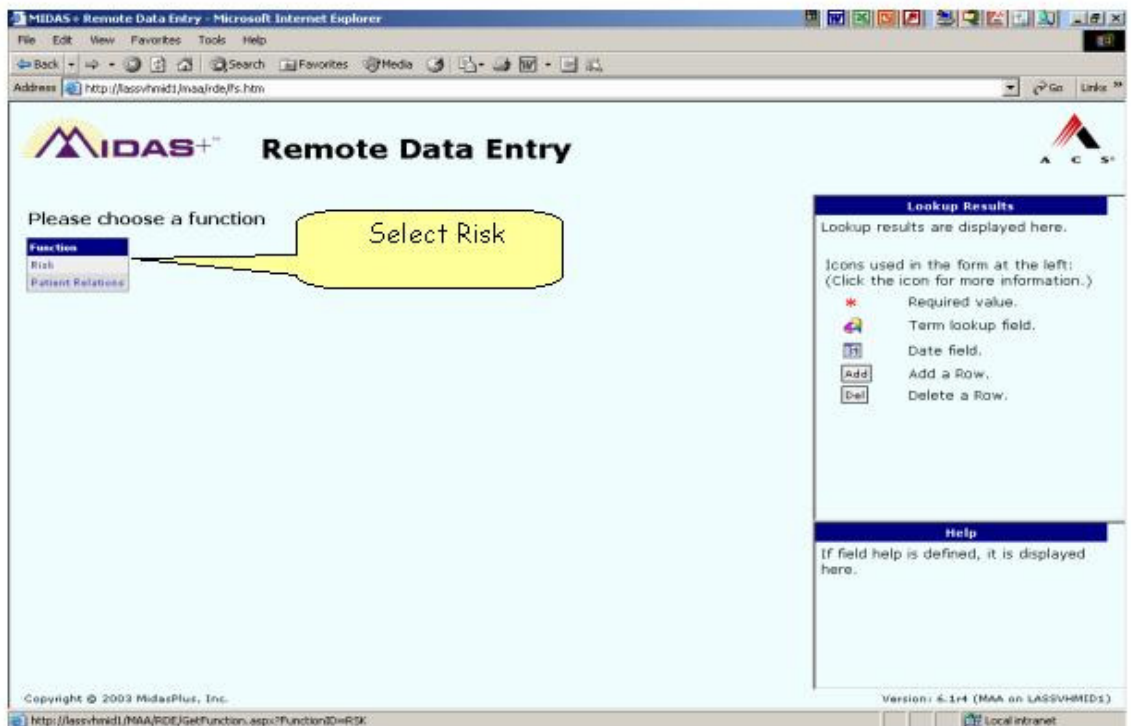 MIDAS+ Remote Data Entry - Microsoft Internet Explorer
File Edit View Favorites Tools Help
Back Search Favorites Media
Address http://lassvhmid1/maa/rde/fs.htm Go Links »
MIDAS+™ Remote Data Entry
A C S
Please choose a function
Function
Risk
Patient Relations
Select Risk
Lookup Results
Lookup results are displayed here.
Icons used in the form at the left:
(Click the icon for more information.)
* Required value.
Term lookup field.
Date field.
Add Add a Row.
Del Delete a Row.
Help
If field help is defined, it is displayed
here.
Copyright © 2003 MidasPlus, Inc.
Version: 6.1r4 (MAA on LASSVHMID1)
http://lassvhmid1/MAA/RDE/GetFunction.aspx?FunctionID=RSK Local intranet